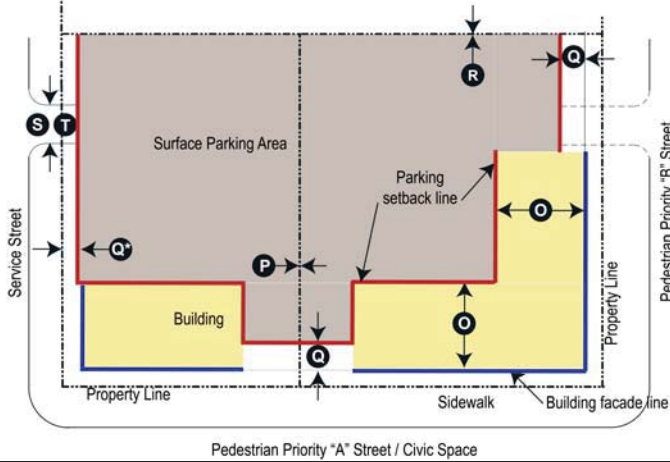 Q
R
S T
Surface Parking Area
Parking
setback line
O
Pedestrian Priority "B" Street
Service Street
Q*
P
Building
O
Property Line
Q
Property Line
Sidewalk
Building facade line
Pedestrian Priority "A" Street / Civic Space